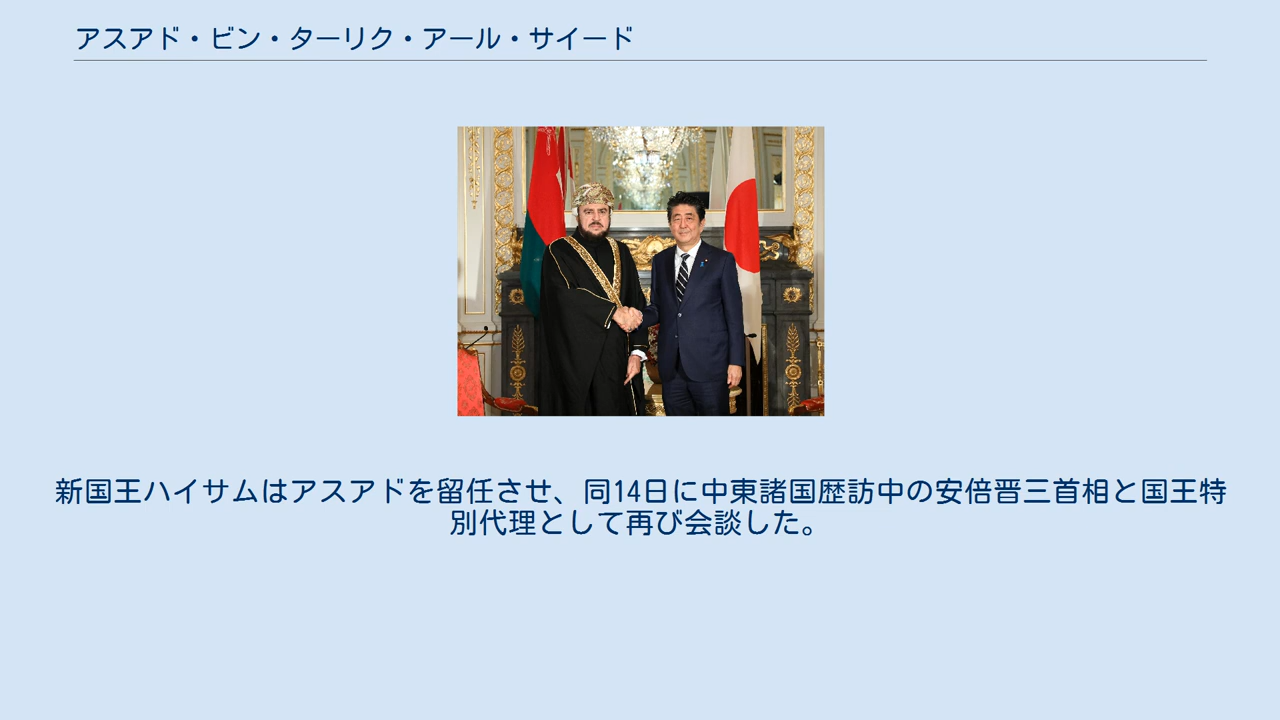 アスアド・ビン・ターリク・アール・サイード
新国王ハイサムはアスアドを留任させ、同14日に中東諸国歴訪中の安倍晋三首相と国王特
別代理として再び会談した。